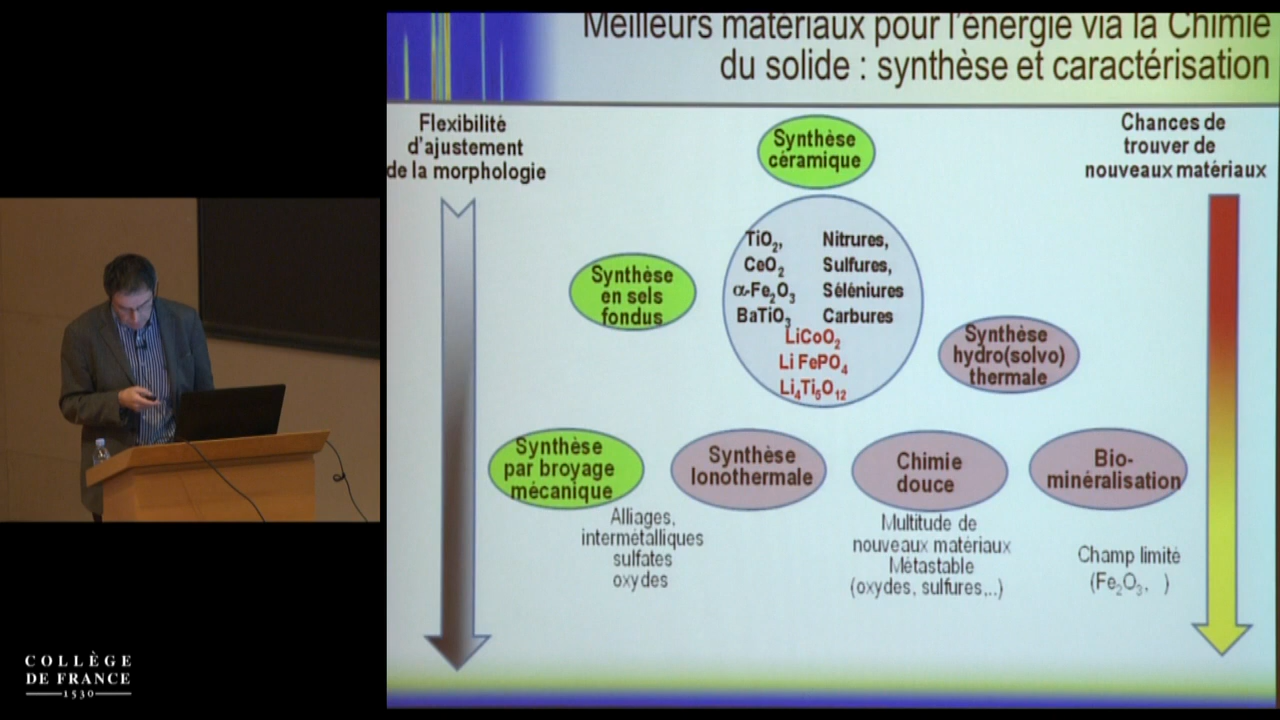 Meilleurs matériaux pour l'énergie via la Chimie
du solide : synthèse et caractérisation
Flexibilité
d'ajustement
de la morphologie
Chances de
trouver de
nouveaux matériaux
Synthèse
céramique
TiO₂,
CeO₂
α-Fe₂O₃
BaTiO₃
Nitrures,
Sulfures,
Séléniures
Carbures
LiCoO₂
Li FePO₄
Li₄Ti₅O₁₂
Synthèse
en sels
fondus
Synthèse
hydro(solvo)
thermale
Synthèse
par broyage
mécanique
Synthèse
Ionothermale
Chimie
douce
Bio-
minéralisation
Alliages,
intermétalliques
sulfates
oxydes
Multitude de
nouveaux matériaux
Métastable
(oxydes, sulfures,..)
Champ limité
(Fe₂O₃, )
COLLÈGE
DE FRANCE
1530